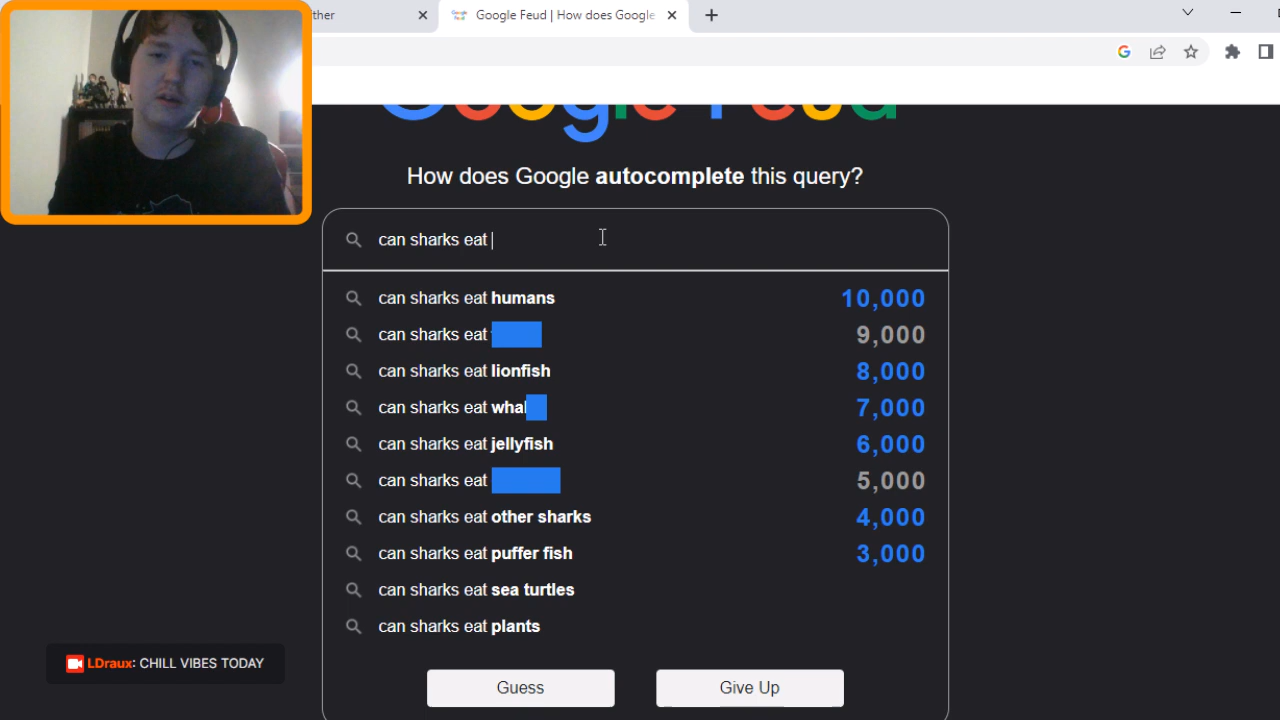 ther
Google Feud | How does Google
Google Feud
How does Google autocomplete this query?
can sharks eat
can sharks eat humans 10,000
can sharks eat 9,000
can sharks eat lionfish 8,000
can sharks eat whal 7,000
can sharks eat jellyfish 6,000
can sharks eat 5,000
can sharks eat other sharks 4,000
can sharks eat puffer fish 3,000
can sharks eat sea turtles
can sharks eat plants
LDraux: CHILL VIBES TODAY
Guess Give Up